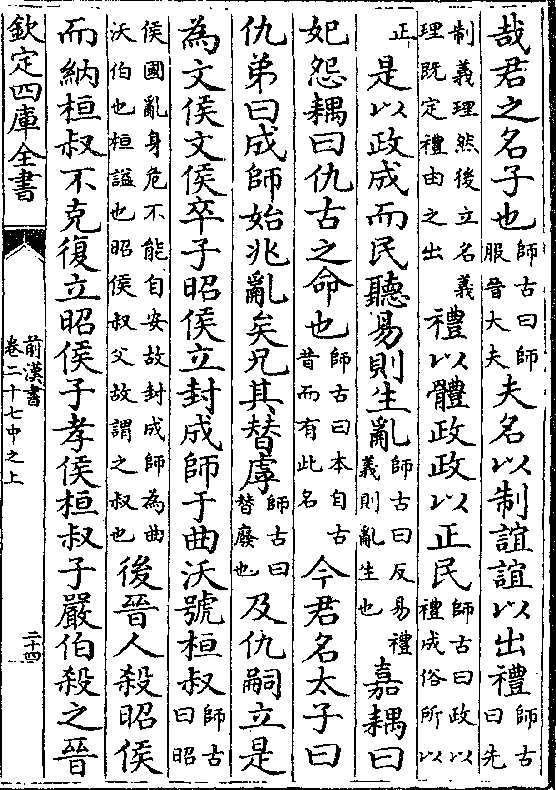 哉君之名子也師古曰師服晉大夫夫名以制誼誼以出禮師古曰先
制義理然後立名義理既定禮由之出禮以體政政以正民師古曰政以禮成俗所以
正是以政成而民聽易則生亂師古曰反易禮義則亂生也嘉耦曰
妃怨耦曰仇古之命也師古曰本自古昔而有此名今君名太子曰
仇弟曰成師始兆亂矣兄其替虖師古曰替廢也及仇嗣立是
為文侯文侯卒子昭侯立封成師于曲沃號桓叔師古曰昭
侯國亂身危不能自安故封成師為曲沃伯也桓諡也昭侯叔父故謂之叔也後晉人殺昭侯
而納桓叔不克復立昭侯子孝侯桓叔子嚴伯殺之晉
欽定四庫全書
前漢書
卷二十七中之上
二十四